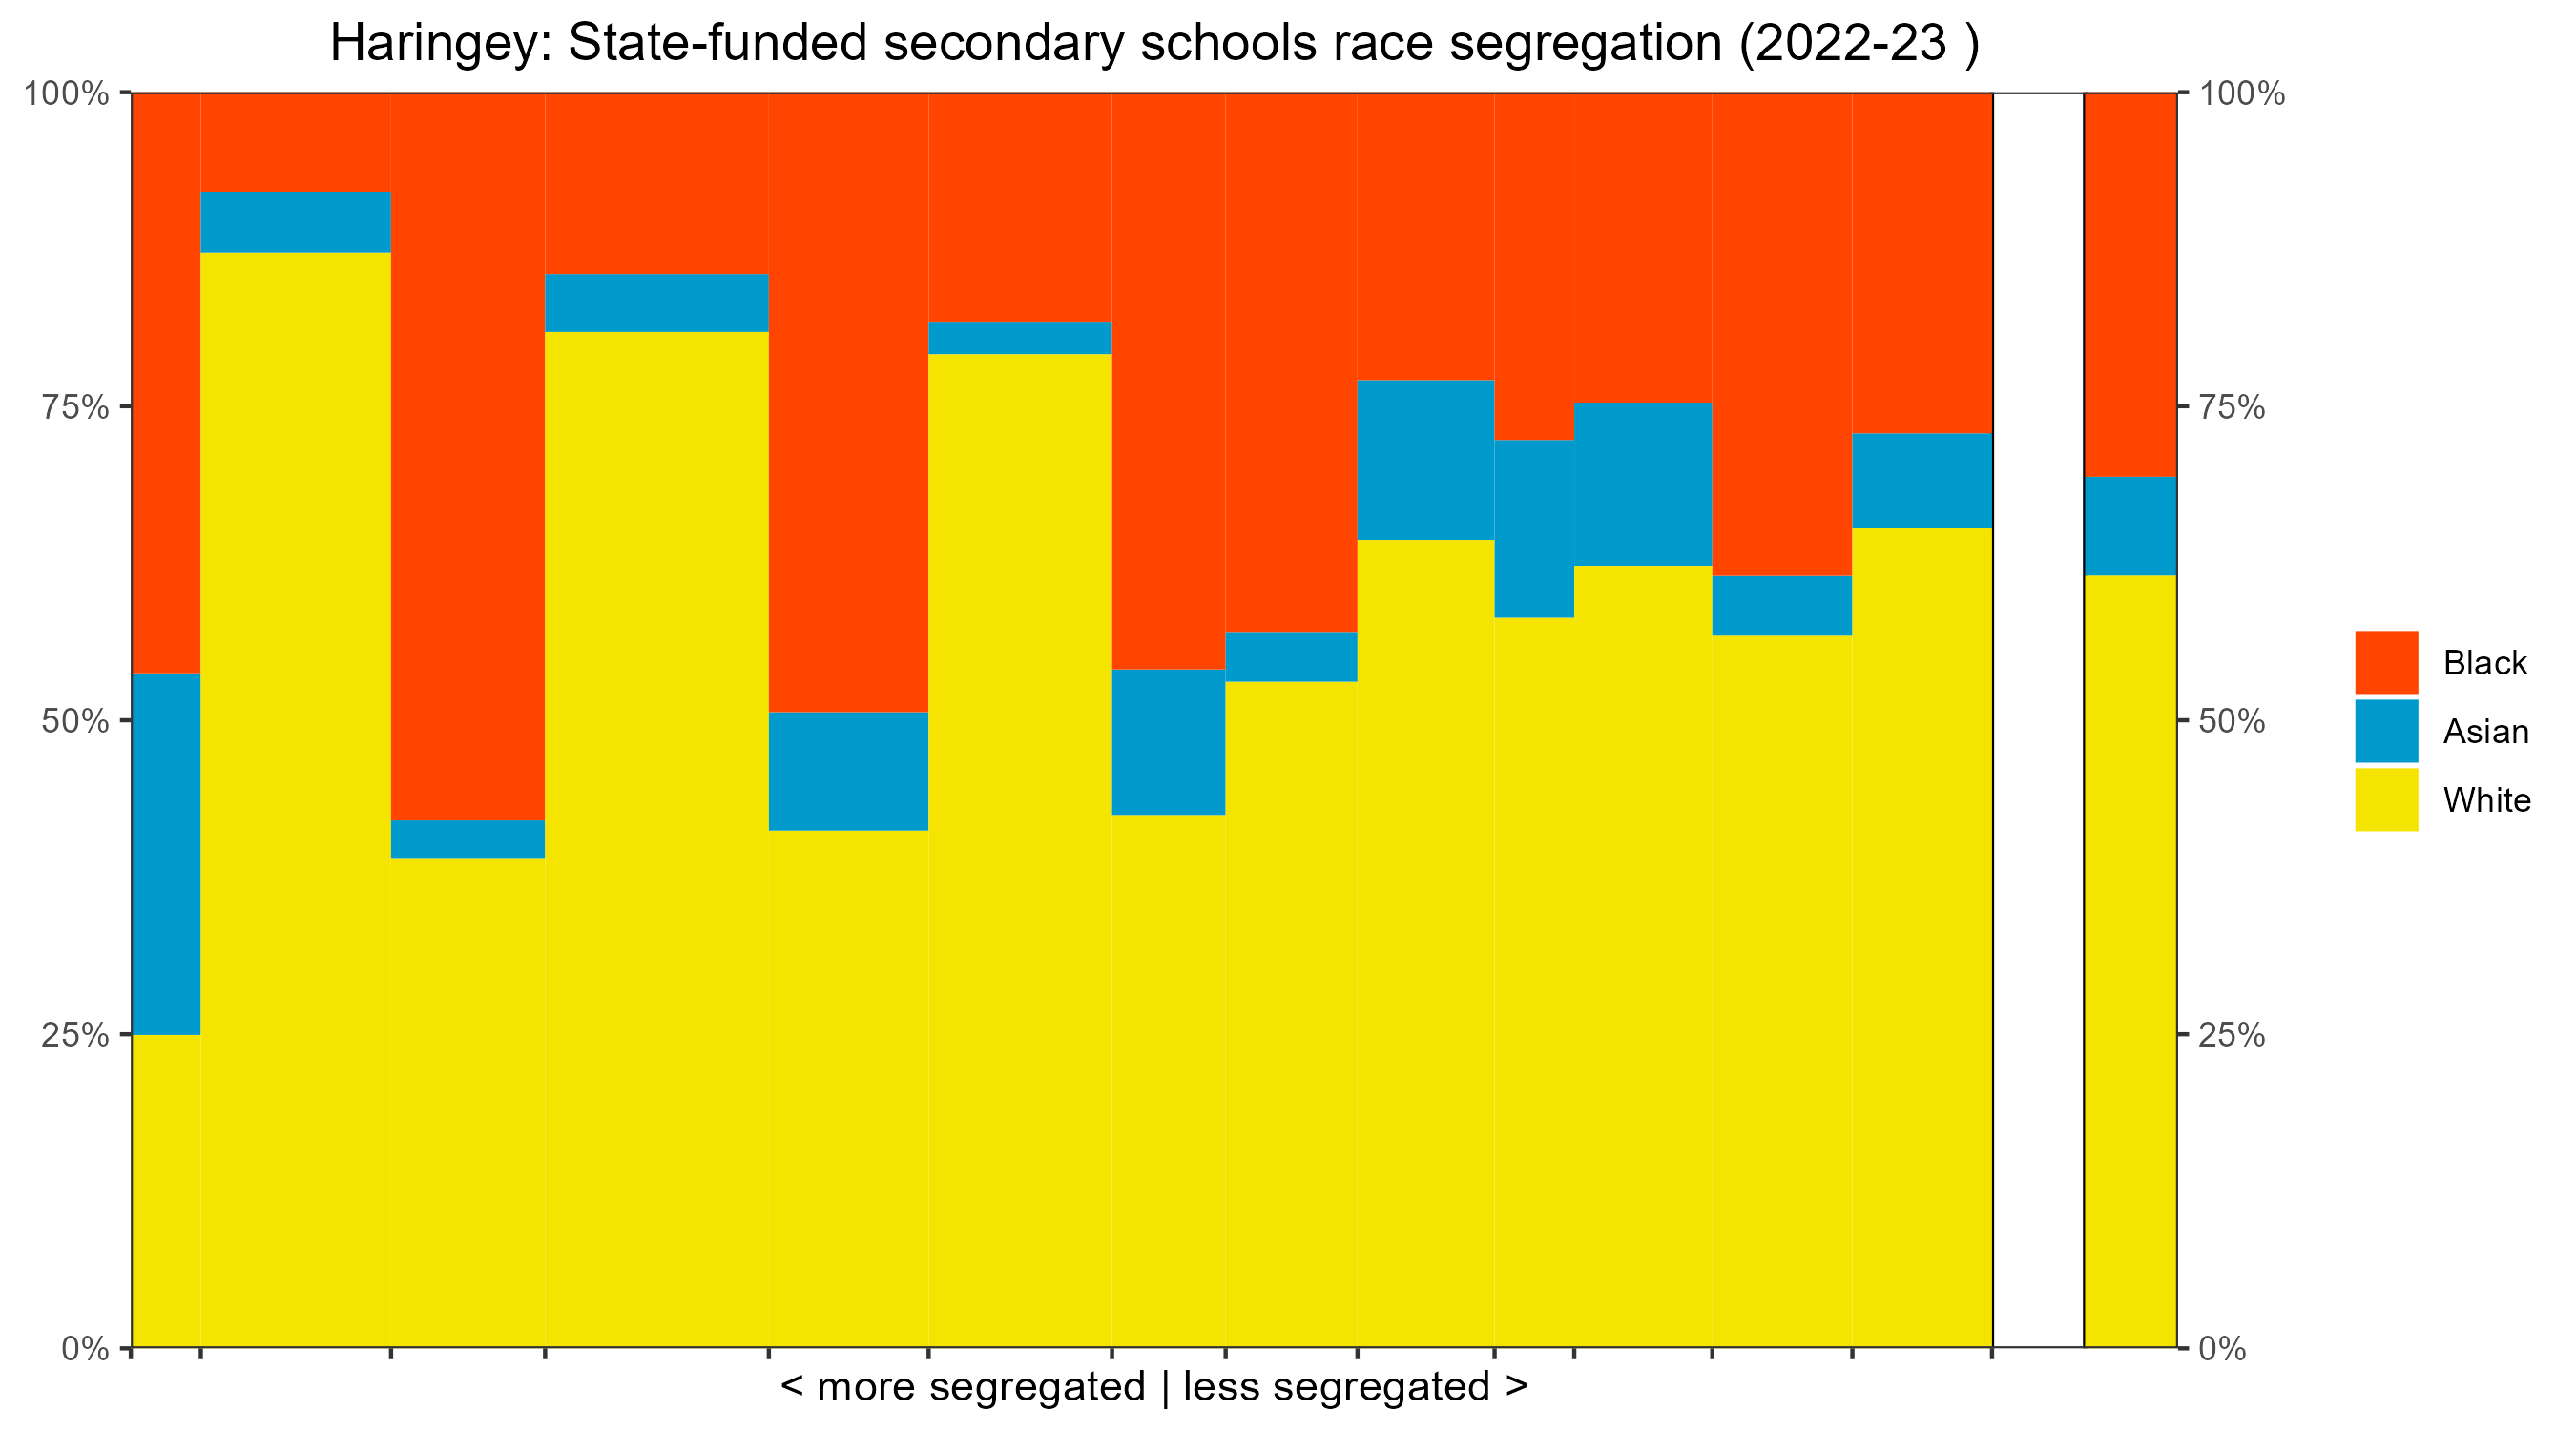 Haringey: State-funded secondary schools race segregation (2022-23 )
100%
75%
50%
25%
0%
100%
75%
50%
25%
0%
< more segregated | less segregated >
Black
Asian
White